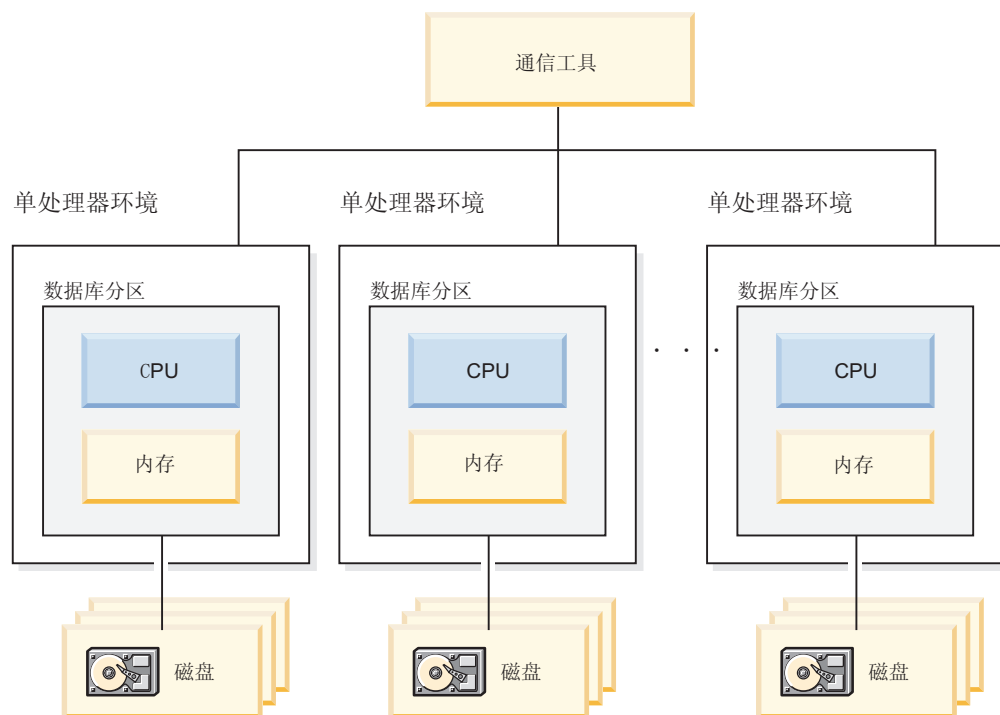 通信工具
单处理器环境 单处理器环境 单处理器环境
数据库分区 数据库分区 数据库分区
CPU CPU CPU
· · ·
内存 内存 内存
磁盘 磁盘 磁盘